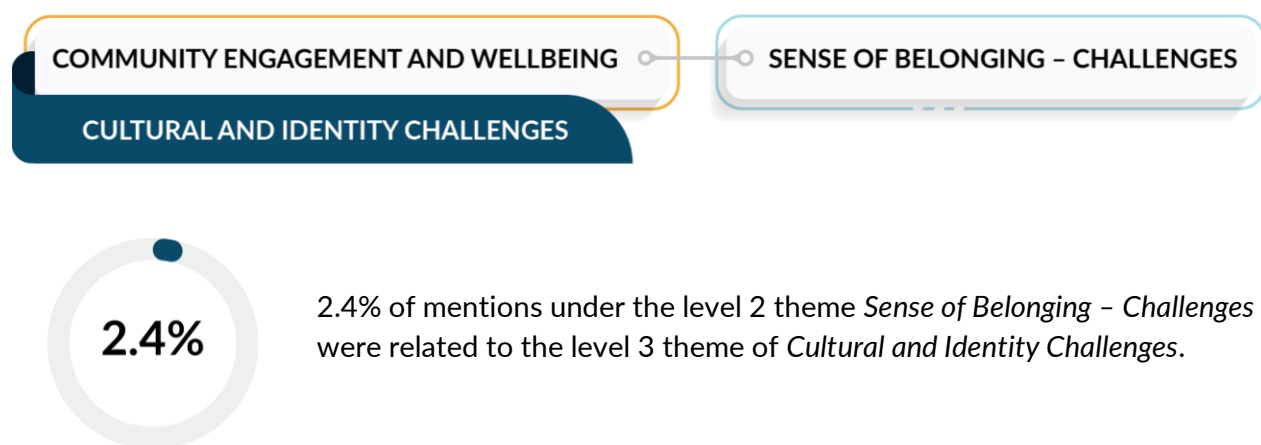 COMMUNITY ENGAGEMENT AND WELLBEING
SENSE OF BELONGING – CHALLENGES
CULTURAL AND IDENTITY CHALLENGES
2.4%
2.4% of mentions under the level 2 theme Sense of Belonging – Challenges
were related to the level 3 theme of Cultural and Identity Challenges.